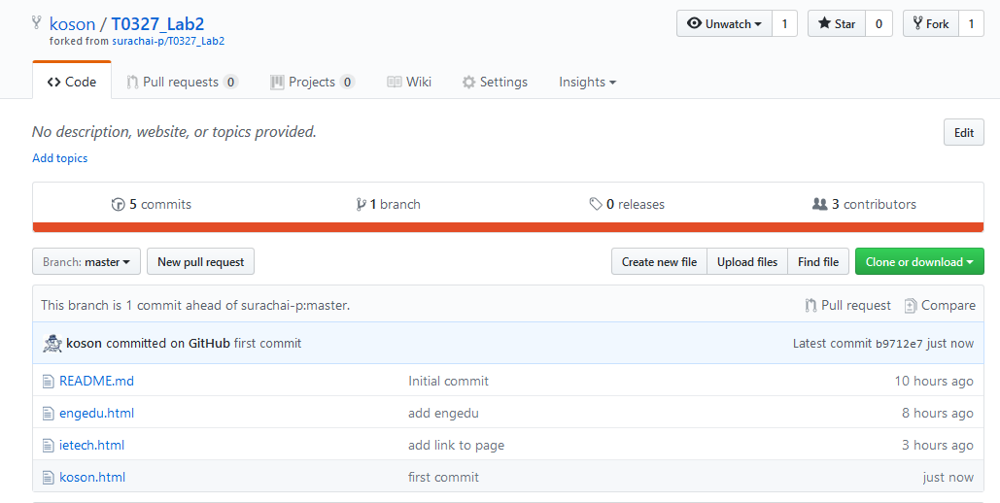 koson / T0327_Lab2
forked from surachai-p/T0327_Lab2
Unwatch 1 Star 0 Fork 1
Code Pull requests 0 Projects 0 Wiki Settings Insights
No description, website, or topics provided. Edit
Add topics
5 commits 1 branch 0 releases 3 contributors
Branch: master New pull request Create new file Upload files Find file Clone or download
This branch is 1 commit ahead of surachai-p:master. Pull request Compare
koson committed on GitHub first commit Latest commit b9712e7 just now
README.md Initial commit 10 hours ago
engedu.html add engedu 8 hours ago
ietech.html add link to page 3 hours ago
koson.html first commit just now